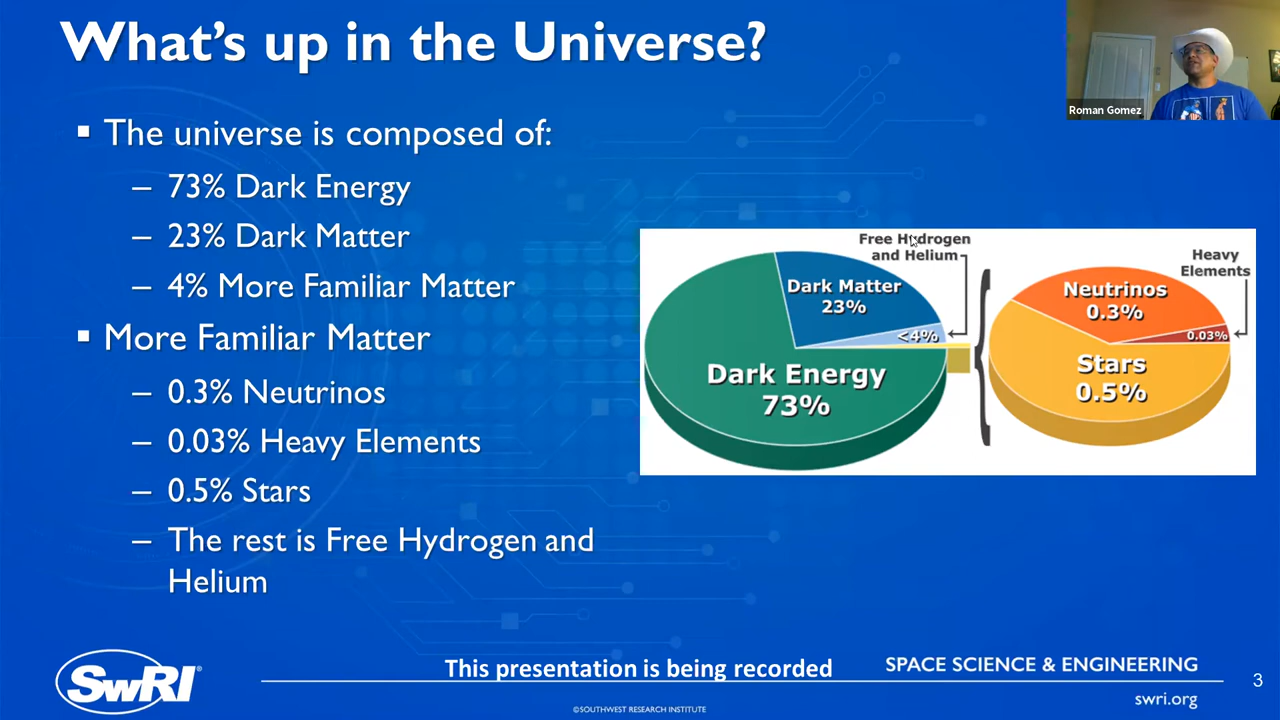 What's up in the Universe?
Roman Gomez
▪ The universe is composed of:
– 73% Dark Energy
– 23% Dark Matter
– 4% More Familiar Matter
▪ More Familiar Matter
– 0.3% Neutrinos
– 0.03% Heavy Elements
– 0.5% Stars
– The rest is Free Hydrogen and
Helium
Free Hydrogen
and Helium
Dark Matter
23%
<4%
Dark Energy
73%
Heavy
Elements
Neutrinos
0.3%
0.03%
Stars
0.5%
SwRI®
This presentation is being recorded
SPACE SCIENCE & ENGINEERING
3
swri.org
©SOUTHWEST RESEARCH INSTITUTE